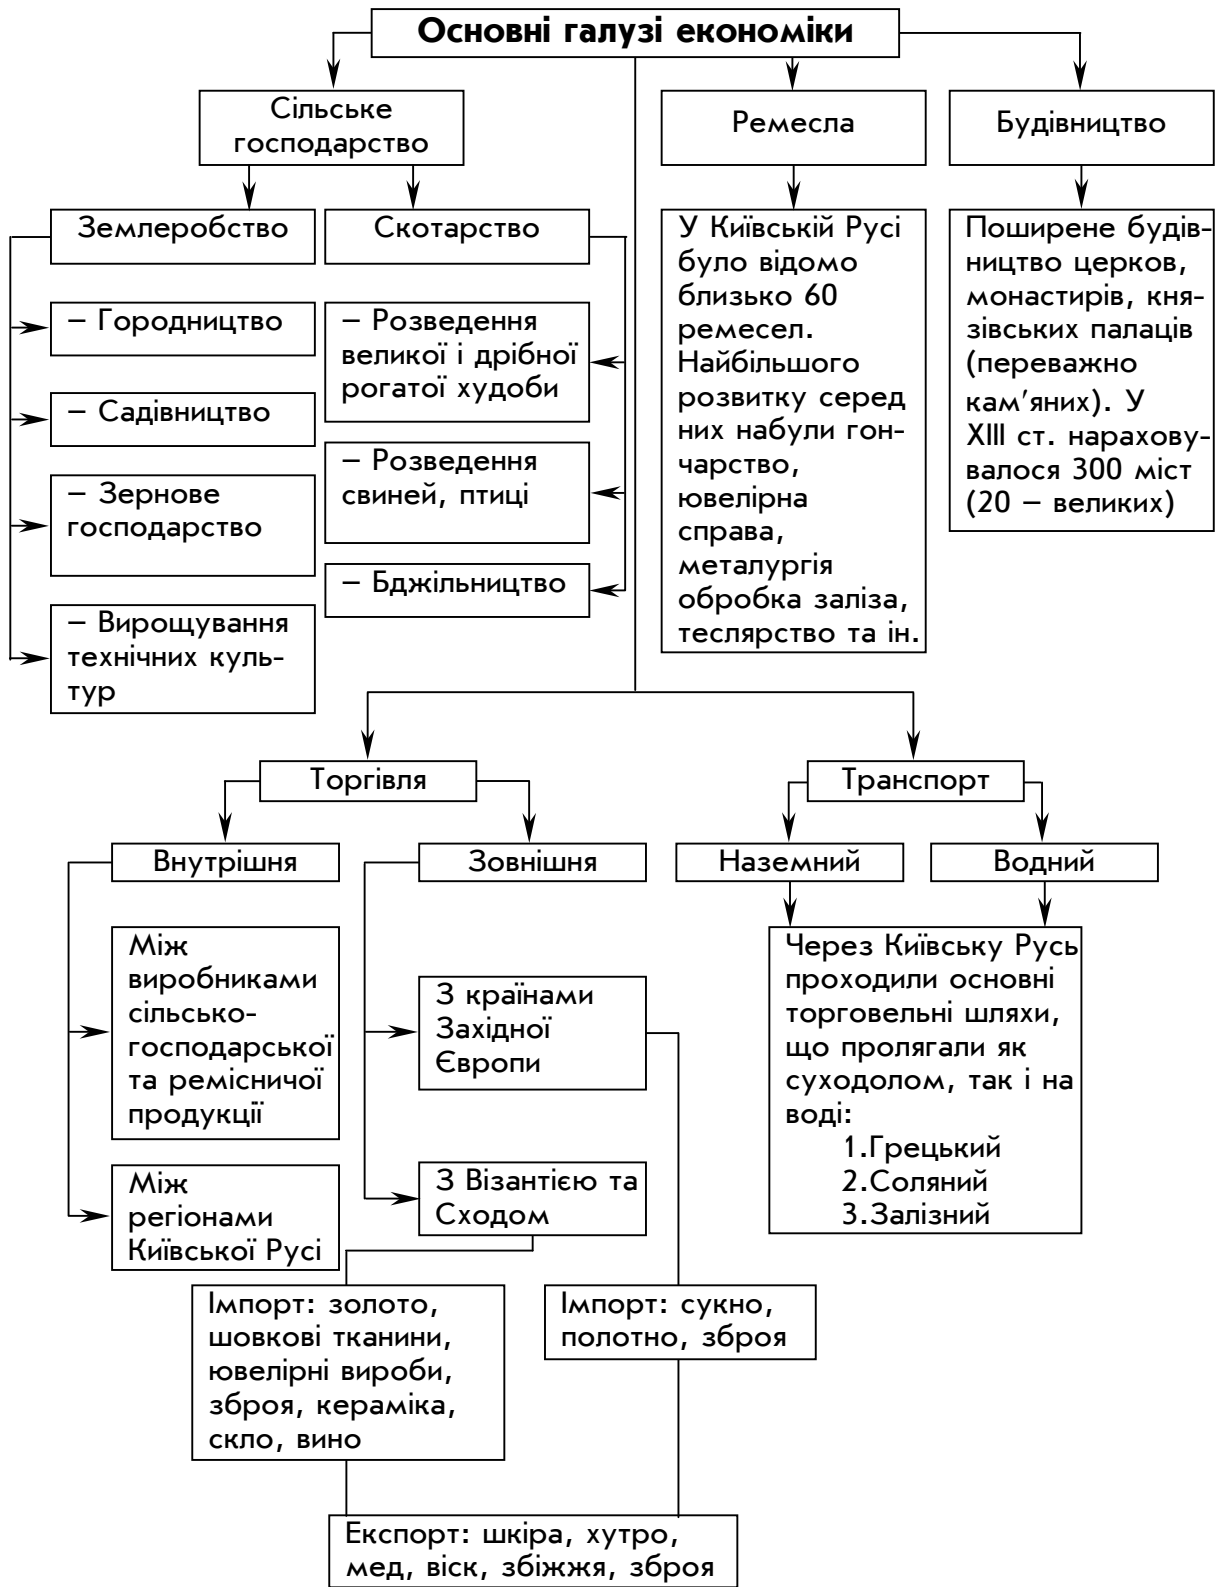 Основні галузі економіки
Сільське
господарство
Ремесла
Будівництво
Землеробство
Скотарство
– Городництво
– Садівництво
– Зернове
господарство
– Вирощування
технічних куль-
тур
– Розведення
великої і дрібної
рогатої худоби
– Розведення
свиней, птиці
– Бджільництво
У Київській Русі
було відомо
близько 60
ремесел.
Найбільшого
розвитку серед
них набули гон-
чарство,
ювелірна
справа,
металургія
обробка заліза,
теслярство та ін.
Поширене будів-
ництво церков,
монастирів, кня-
зівських палаців
(переважно
кам’яних). У
XIII ст. нарахову-
валося 300 міст
(20 – великих)
Торгівля
Транспорт
Внутрішня
Зовнішня
Наземний
Водний
Між
виробниками
сільсько-
господарської
та ремісничої
продукції
Між
регіонами
Київської Русі
З країнами
Західної
Європи
З Візантією та
Сходом
Через Київську Русь
проходили основні
торговельні шляхи,
що пролягали як
суходолом, так і на
воді:
1.Грецький
2.Соляний
3.Залізний
Імпорт: золото,
шовкові тканини,
ювелірні вироби,
зброя, кераміка,
скло, вино
Імпорт: сукно,
полотно, зброя
Експорт: шкіра, хутро,
мед, віск, збіжжя, зброя